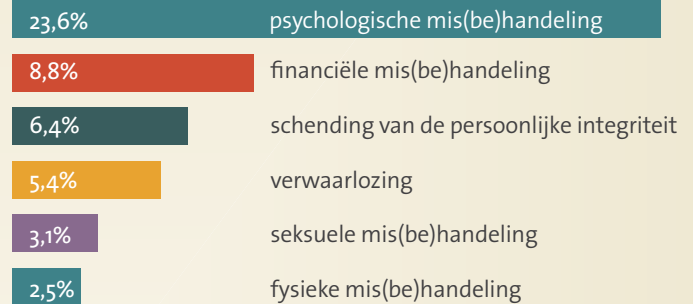 23,6% psychologische mis(be)handeling
8,8% financiële mis(be)handeling
6,4% schending van de persoonlijke integriteit
5,4% verwaarlozing
3,1% seksuele mis(be)handeling
2,5% fysieke mis(be)handeling